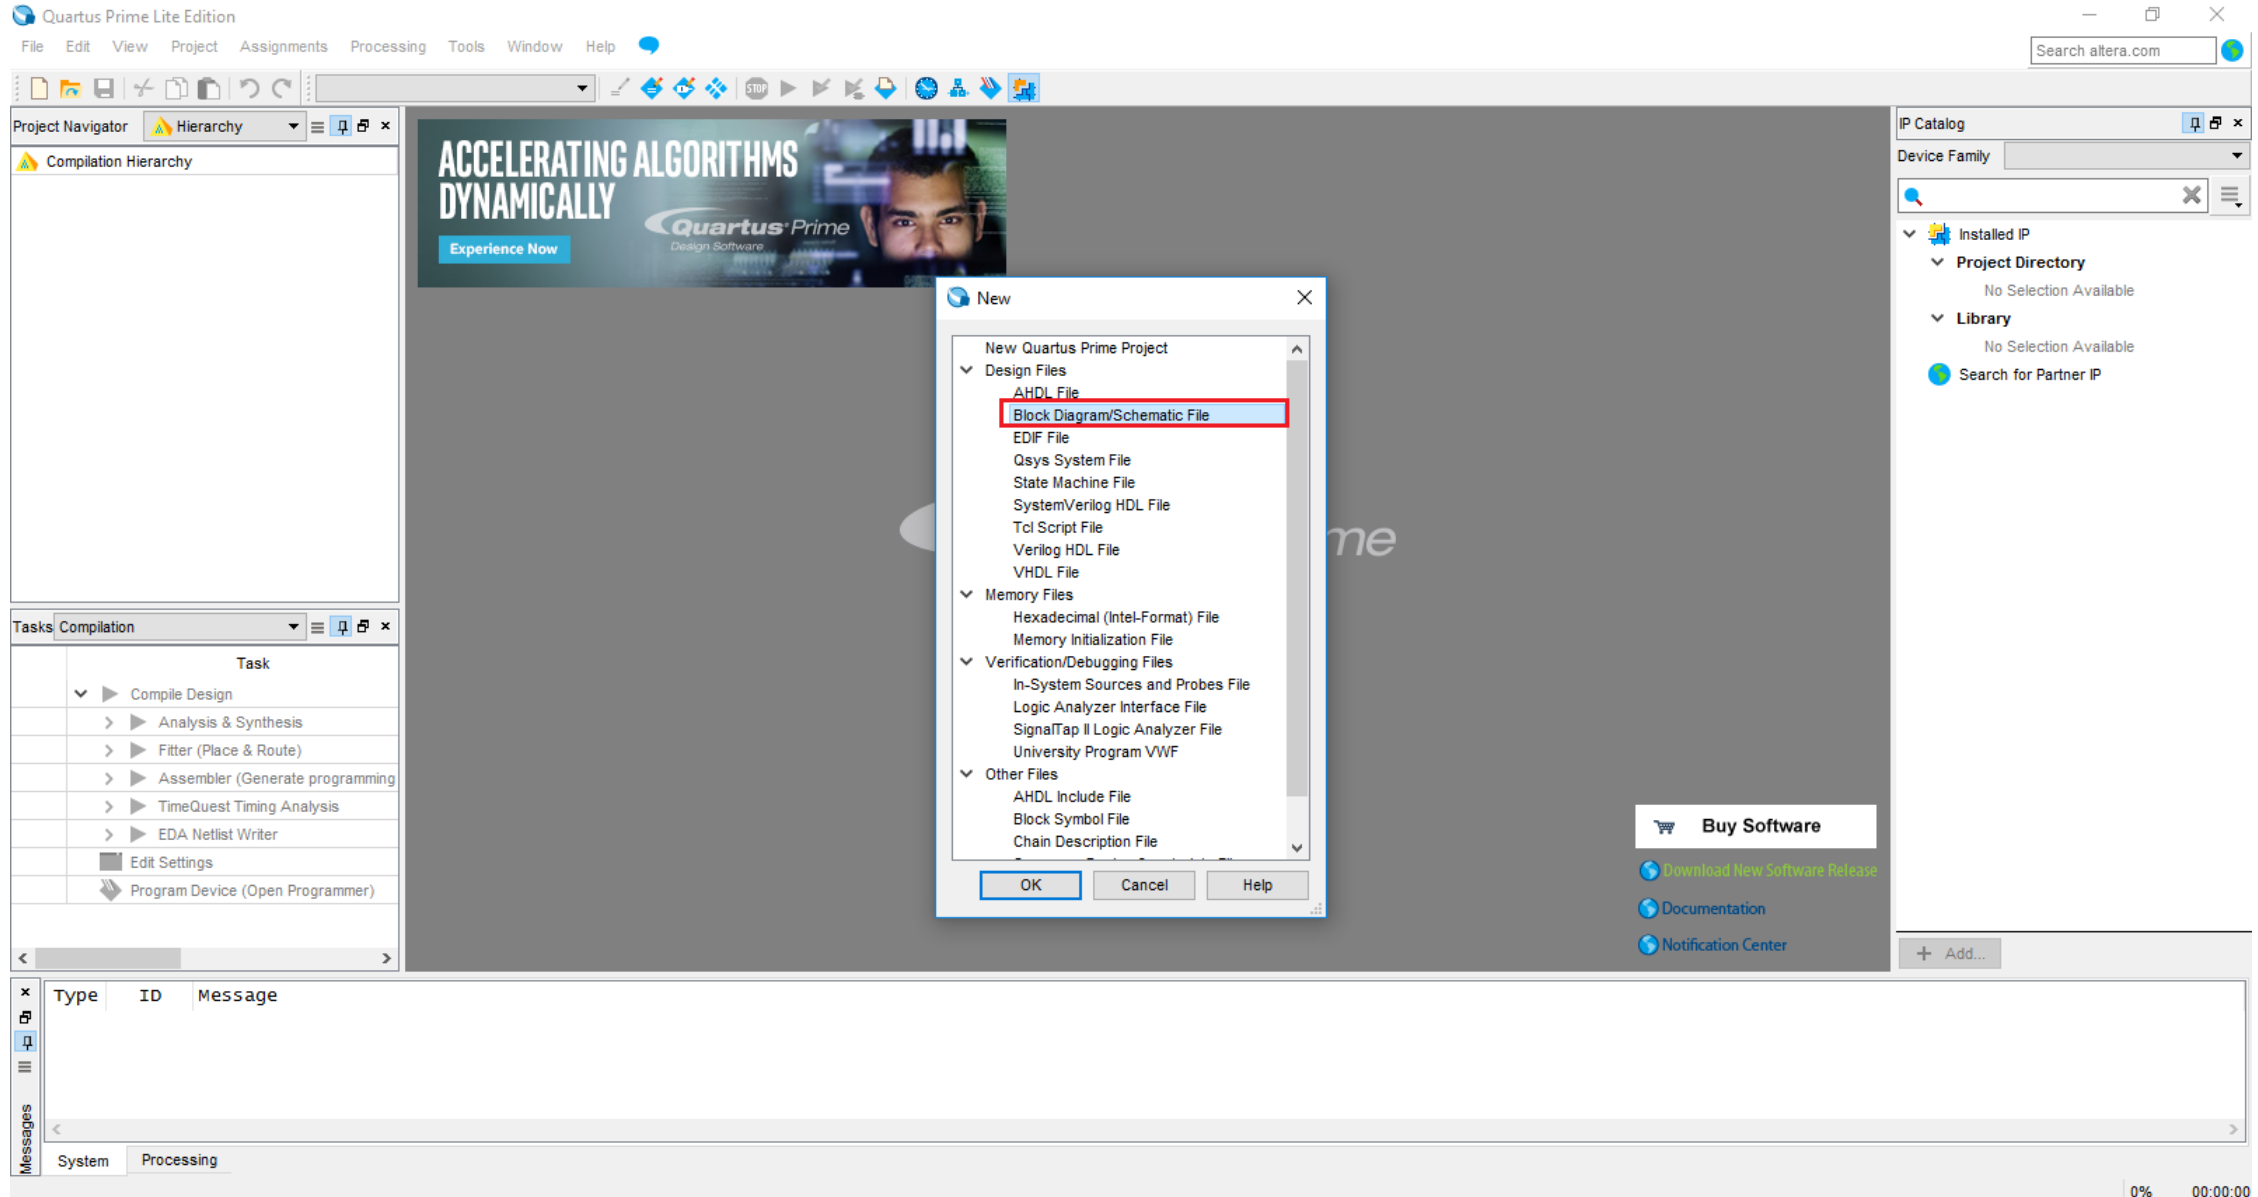 Quartus Prime Lite Edition
File Edit View Project Assignments Processing Tools Window Help
Search altera.com
STOP
Project Navigator Hierarchy
Compilation Hierarchy
ACCELERATING ALGORITHMS
DYNAMICALLY
Quartus Prime
Design Software
Experience Now
IP Catalog
Device Family
Installed IP
Project Directory
No Selection Available
Library
No Selection Available
Search for Partner IP
+ Add...
New
New Quartus Prime Project
Design Files
AHDL File
Block Diagram/Schematic File
EDIF File
Qsys System File
State Machine File
SystemVerilog HDL File
Tcl Script File
Verilog HDL File
VHDL File
Memory Files
Hexadecimal (Intel-Format) File
Memory Initialization File
Verification/Debugging Files
In-System Sources and Probes File
Logic Analyzer Interface File
SignalTap II Logic Analyzer File
University Program VWF
Other Files
AHDL Include File
Block Symbol File
Chain Description File
OK Cancel Help
me
Tasks Compilation
Task
Compile Design
Analysis & Synthesis
Fitter (Place & Route)
Assembler (Generate programming
TimeQuest Timing Analysis
EDA Netlist Writer
Edit Settings
Program Device (Open Programmer)
Buy Software
Download New Software Release
Documentation
Notification Center
Type ID Message
Messages
System Processing
0% 00:00:00